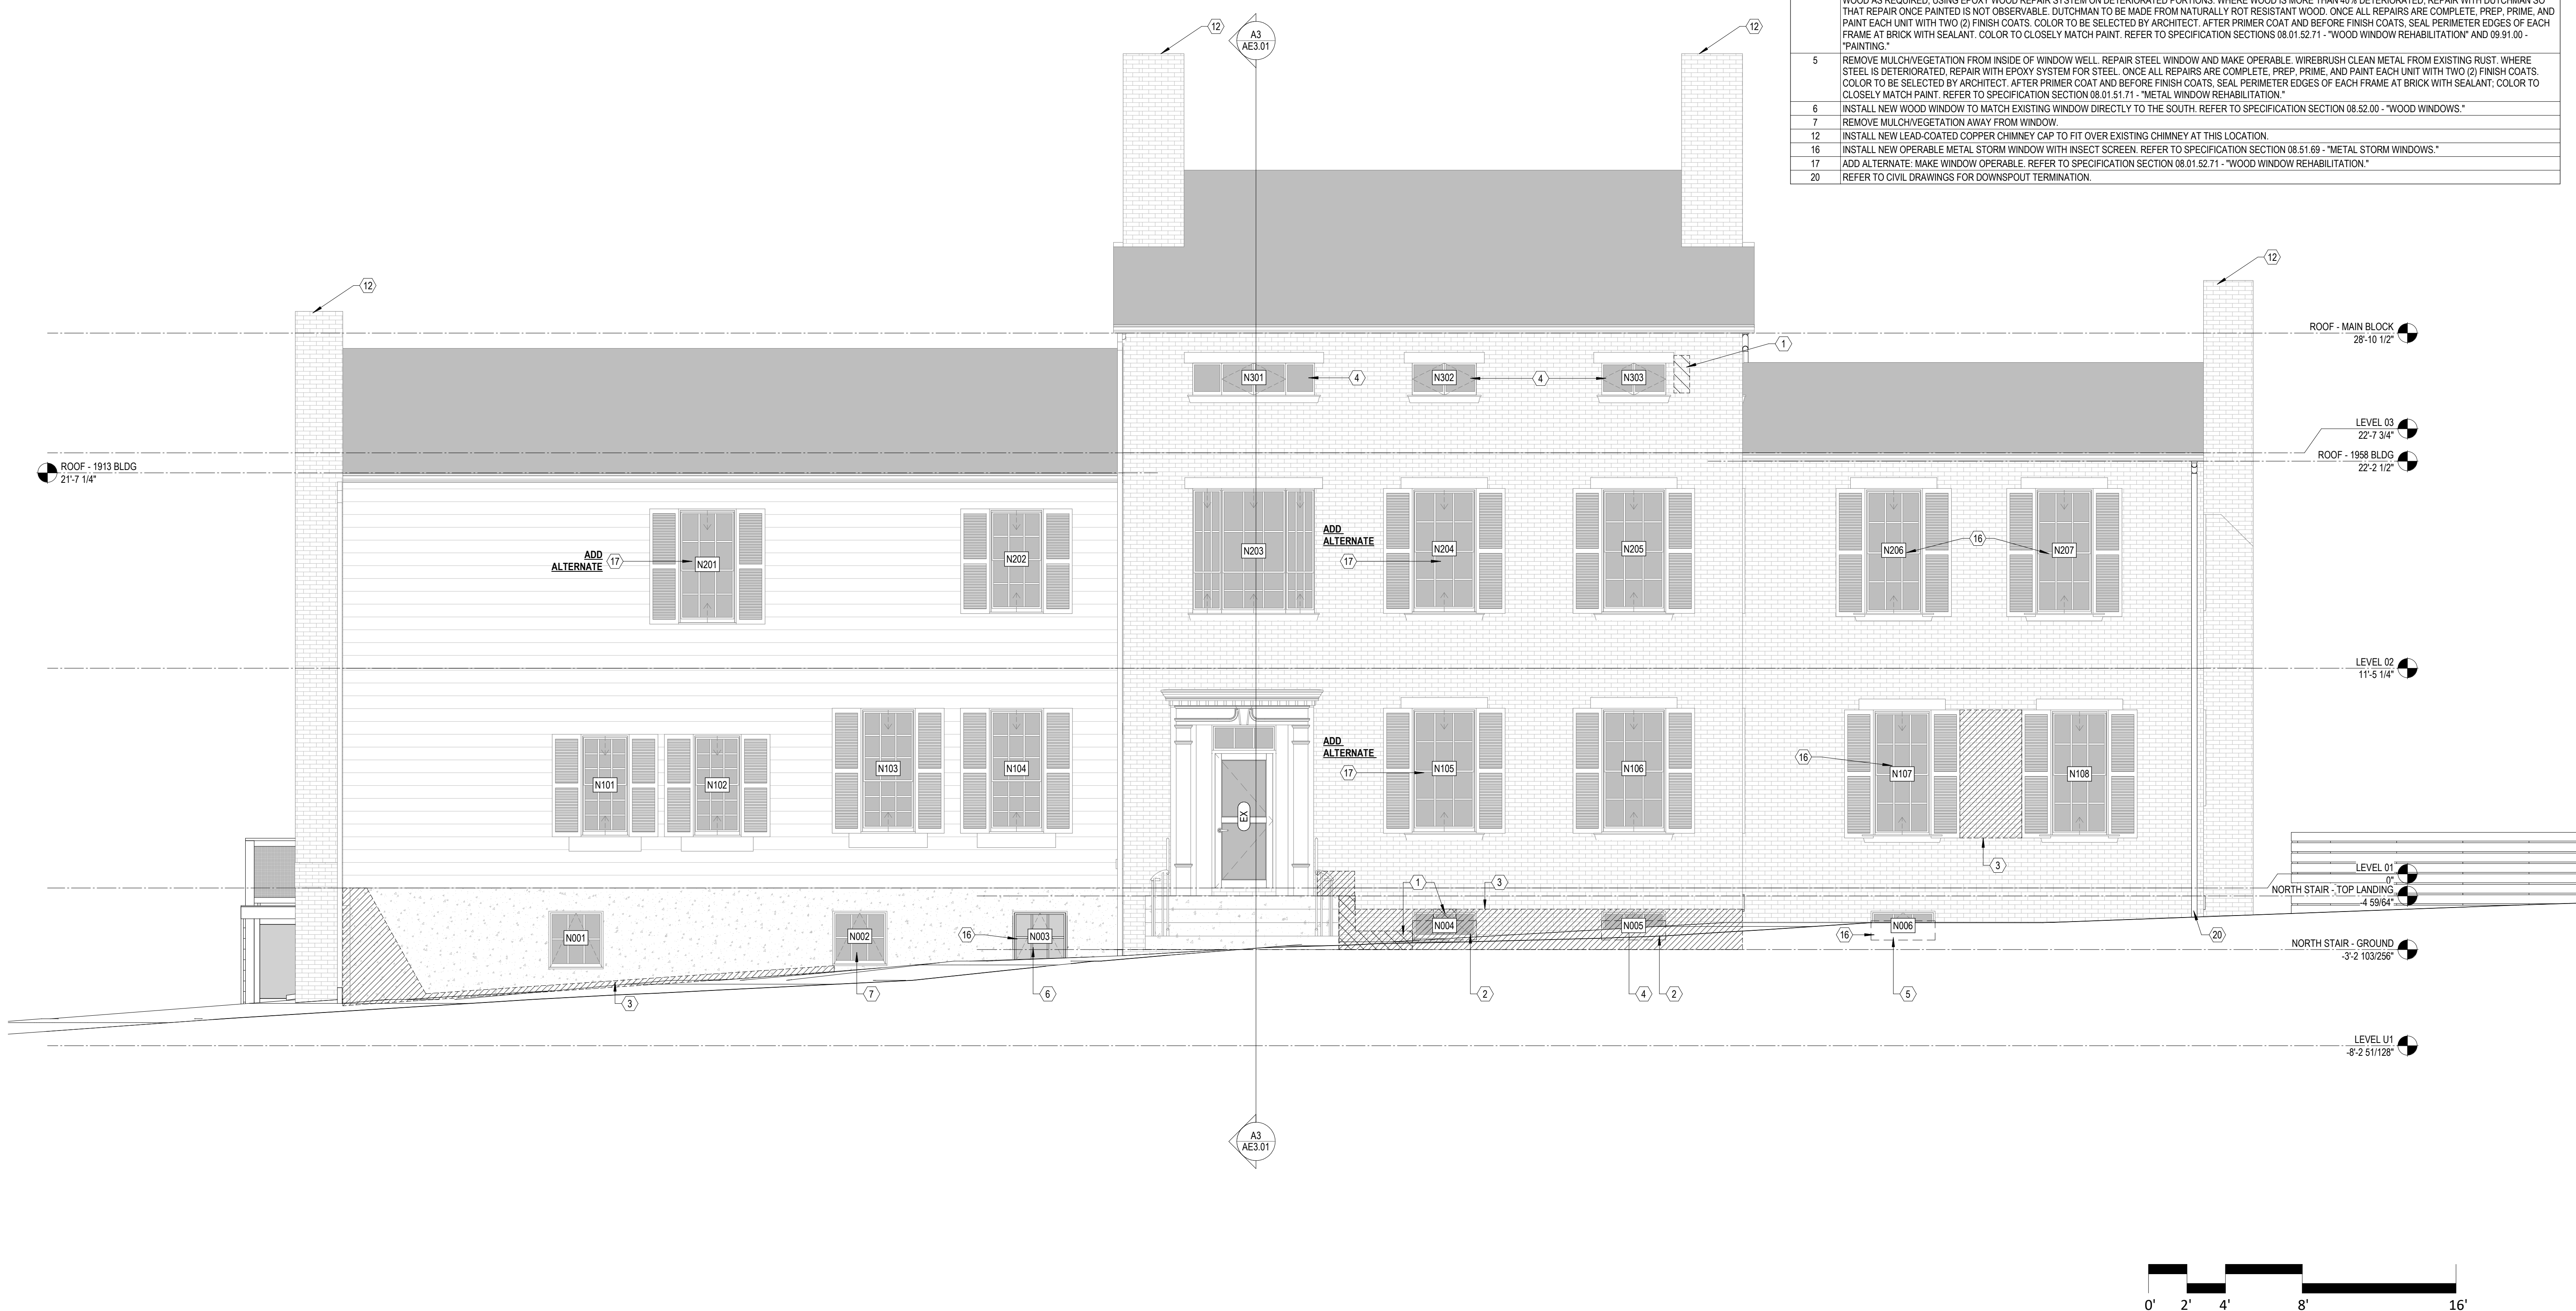 WOOD AS REQUIRED, USING EPOXY WOOD REPAIR SYSTEM ON DETERIORATED PORTIONS. WHERE WOOD IS MORE THAN 40% DETERIORATED, REPAIR WITH DUTCHMAN SO
THAT REPAIR ONCE PAINTED IS NOT OBSERVABLE. DUTCHMAN TO BE MADE FROM NATURALLY ROT RESISTANT WOOD. ONCE ALL REPAIRS ARE COMPLETE, PREP, PRIME, AND
PAINT EACH UNIT WITH TWO (2) FINISH COATS. COLOR TO BE SELECTED BY ARCHITECT. AFTER PRIMER COAT AND BEFORE FINISH COATS, SEAL PERIMETER EDGES OF EACH
FRAME AT BRICK WITH SEALANT. COLOR TO CLOSELY MATCH PAINT. REFER TO SPECIFICATION SECTIONS 08.01.52.71 - "WOOD WINDOW REHABILITATION" AND 09.91.00 -
"PAINTING."
5 REMOVE MULCH/VEGETATION FROM INSIDE OF WINDOW WELL. REPAIR STEEL WINDOW AND MAKE OPERABLE. WIREBRUSH CLEAN METAL FROM EXISTING RUST. WHERE
STEEL IS DETERIORATED, REPAIR WITH EPOXY SYSTEM FOR STEEL. ONCE ALL REPAIRS ARE COMPLETE, PREP, PRIME, AND PAINT EACH UNIT WITH TWO (2) FINISH COATS.
COLOR TO BE SELECTED BY ARCHITECT. AFTER PRIMER COAT AND BEFORE FINISH COATS, SEAL PERIMETER EDGES OF EACH FRAME AT BRICK WITH SEALANT; COLOR TO
CLOSELY MATCH PAINT. REFER TO SPECIFICATION SECTION 08.01.51.71 - "METAL WINDOW REHABILITATION."
6 INSTALL NEW WOOD WINDOW TO MATCH EXISTING WINDOW DIRECTLY TO THE SOUTH. REFER TO SPECIFICATION SECTION 08.52.00 - "WOOD WINDOWS."
7 REMOVE MULCH/VEGETATION AWAY FROM WINDOW.
12 INSTALL NEW LEAD-COATED COPPER CHIMNEY CAP TO FIT OVER EXISTING CHIMNEY AT THIS LOCATION.
16 INSTALL NEW OPERABLE METAL STORM WINDOW WITH INSECT SCREEN. REFER TO SPECIFICATION SECTION 08.51.69 - "METAL STORM WINDOWS."
17 ADD ALTERNATE: MAKE WINDOW OPERABLE. REFER TO SPECIFICATION SECTION 08.01.52.71 - "WOOD WINDOW REHABILITATION."
20 REFER TO CIVIL DRAWINGS FOR DOWNSPOUT TERMINATION.
12
A3
AE3.01
12
12
12
ROOF - MAIN BLOCK
28'-10 1/2"
1
N301
4
N302
4
N303
LEVEL 03
22'-7 3/4"
ROOF - 1958 BLDG
22'-2 1/2"
ROOF - 1913 BLDG
21'-7 1/4"
ADD
ALTERNATE
17
N201
N202
N203
ADD
ALTERNATE
17
N204
N205
N206
16
N207
LEVEL 02
11'-5 1/4"
N101
N102
N103
N104
EX
ADD
ALTERNATE
17
N105
N106
16
N107
N108
3
LEVEL 01
0"
NORTH STAIR - TOP LANDING
-4 59/64"
1
3
N001
N002
16
N003
N004
N005
N006
16
20
NORTH STAIR - GROUND
-3'-2 103/256"
3
7
6
2
4
2
5
LEVEL U1
-8'-2 51/128"
A3
AE3.01
0' 2' 4' 8' 16'